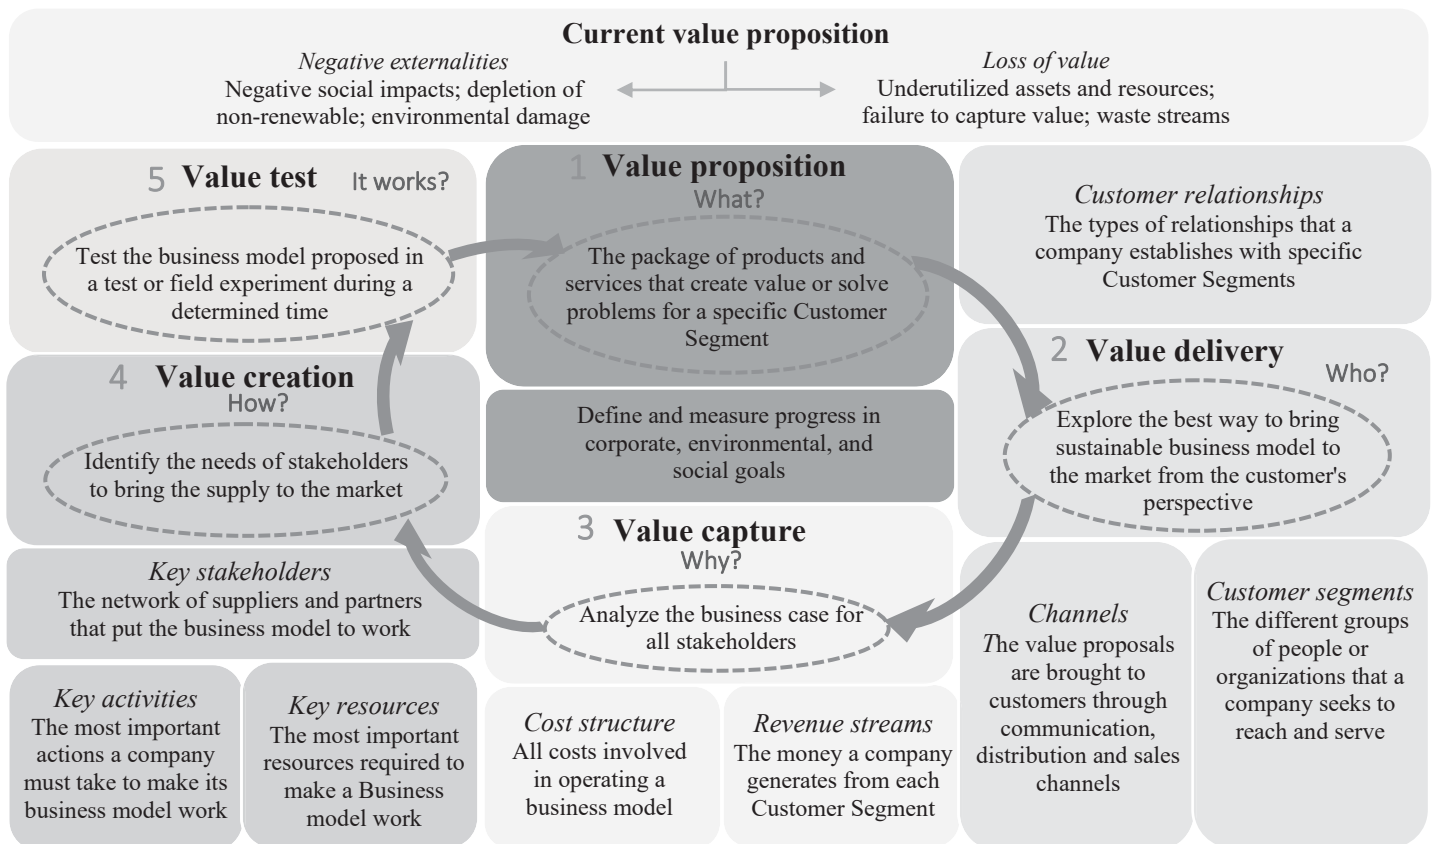 Current value proposition
Negative externalities
Negative social impacts; depletion of
non-renewable; environmental damage
Loss of value
Underutilized assets and resources;
failure to capture value; waste streams
5 Value test It works?
Test the business model proposed in
a test or field experiment during a
determined time
1 Value proposition
What?
The package of products and
services that create value or solve
problems for a specific Customer
Segment
Define and measure progress in
corporate, environmental, and
social goals
Customer relationships
The types of relationships that a
company establishes with specific
Customer Segments
2 Value delivery
Who?
Explore the best way to bring
sustainable business model to
the market from the customer's
perspective
Channels
The value proposals
are brought to
customers through
communication,
distribution and sales
channels
Customer segments
The different groups
of people or
organizations that a
company seeks to
reach and serve
3 Value capture
Why?
Analyze the business case for
all stakeholders
Cost structure
All costs involved
in operating a
business model
Revenue streams
The money a company
generates from each
Customer Segment
4 Value creation
How?
Identify the needs of stakeholders
to bring the supply to the market
Key stakeholders
The network of suppliers and partners
that put the business model to work
Key activities
The most important
actions a company
must take to make its
business model work
Key resources
The most important
resources required to
make a Business
model work